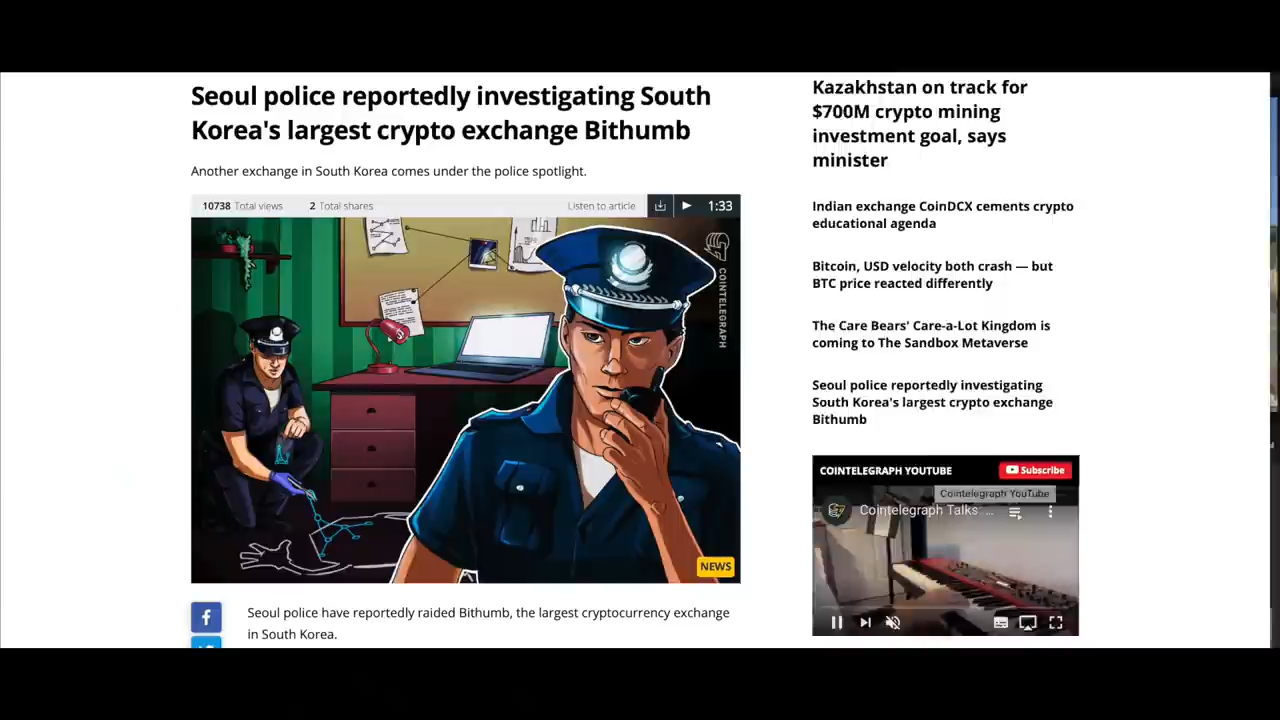 Seoul police reportedly investigating South
Korea's largest crypto exchange Bithumb
Another exchange in South Korea comes under the police spotlight.
10738 Total views 2 Total shares Listen to article 1:33
COINTELEGRAPH
NEWS
Seoul police have reportedly raided Bithumb, the largest cryptocurrency exchange
in South Korea.
Kazakhstan on track for
$700M crypto mining
investment goal, says
minister
Indian exchange CoinDCX cements crypto
educational agenda
Bitcoin, USD velocity both crash — but
BTC price reacted differently
The Care Bears' Care-a-Lot Kingdom is
coming to The Sandbox Metaverse
Seoul police reportedly investigating
South Korea's largest crypto exchange
Bithumb
COINTELEGRAPH YOUTUBE Subscribe
Cointelegraph YouTube
Cointelegraph Talks ...